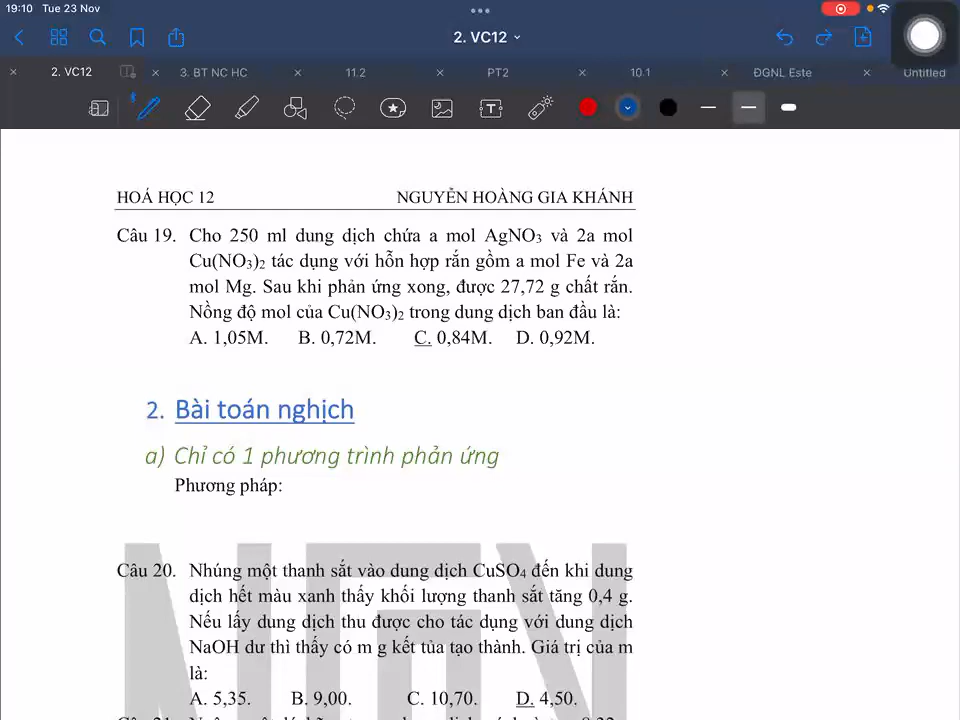 19:10 Tue 23 Nov
2. VC12
2. VC12
3. BT NC HC
11.2
PT2
10.1
ĐGNL Este
Untitled
HOÁ HỌC 12 NGUYỄN HOÀNG GIA KHÁNH
Câu 19. Cho 250 ml dung dịch chứa a mol AgNO₃ và 2a mol
Cu(NO₃)₂ tác dụng với hỗn hợp rắn gồm a mol Fe và 2a
mol Mg. Sau khi phản ứng xong, được 27,72 g chất rắn.
Nồng độ mol của Cu(NO₃)₂ trong dung dịch ban đầu là:
A. 1,05M. B. 0,72M. C. 0,84M. D. 0,92M.
2. Bài toán nghịch
a) Chỉ có 1 phương trình phản ứng
Phương pháp:
Câu 20. Nhúng một thanh sắt vào dung dịch CuSO₄ đến khi dung
dịch hết màu xanh thấy khối lượng thanh sắt tăng 0,4 g.
Nếu lấy dung dịch thu được cho tác dụng với dung dịch
NaOH dư thì thấy có m g kết tủa tạo thành. Giá trị của m
là:
A. 5,35. B. 9,00. C. 10,70. D. 4,50.